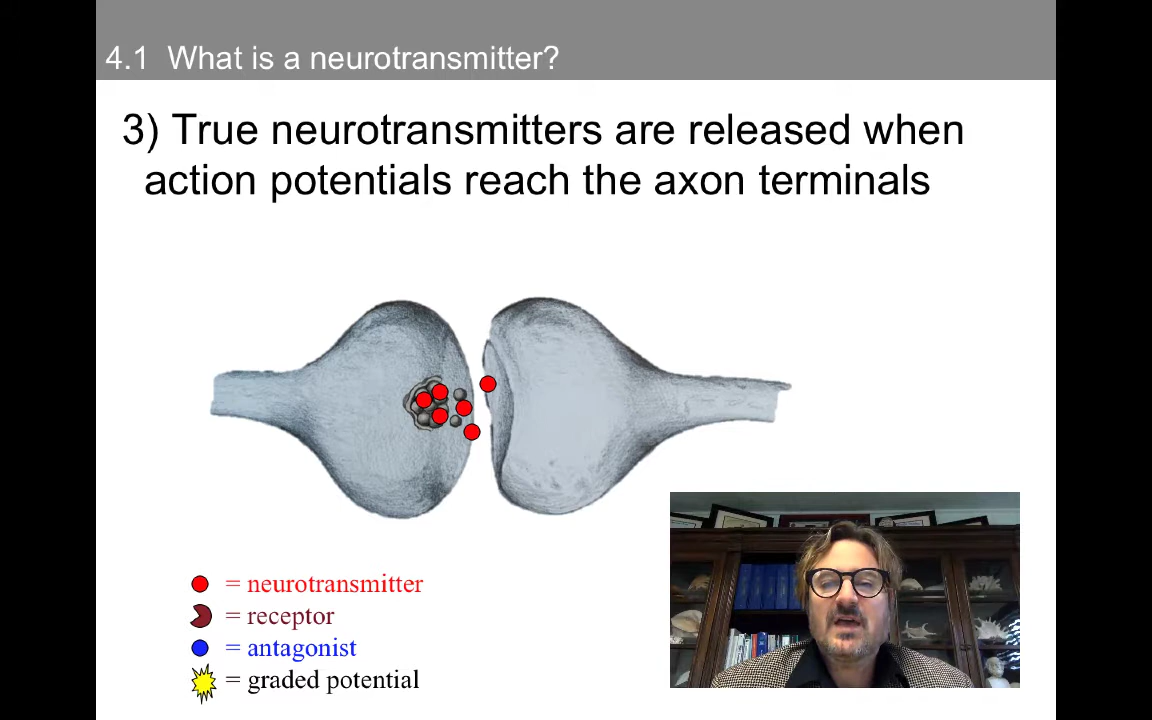 4.1 What is a neurotransmitter?
3) True neurotransmitters are released when
action potentials reach the axon terminals
= neurotransmitter
= receptor
= antagonist
= graded potential